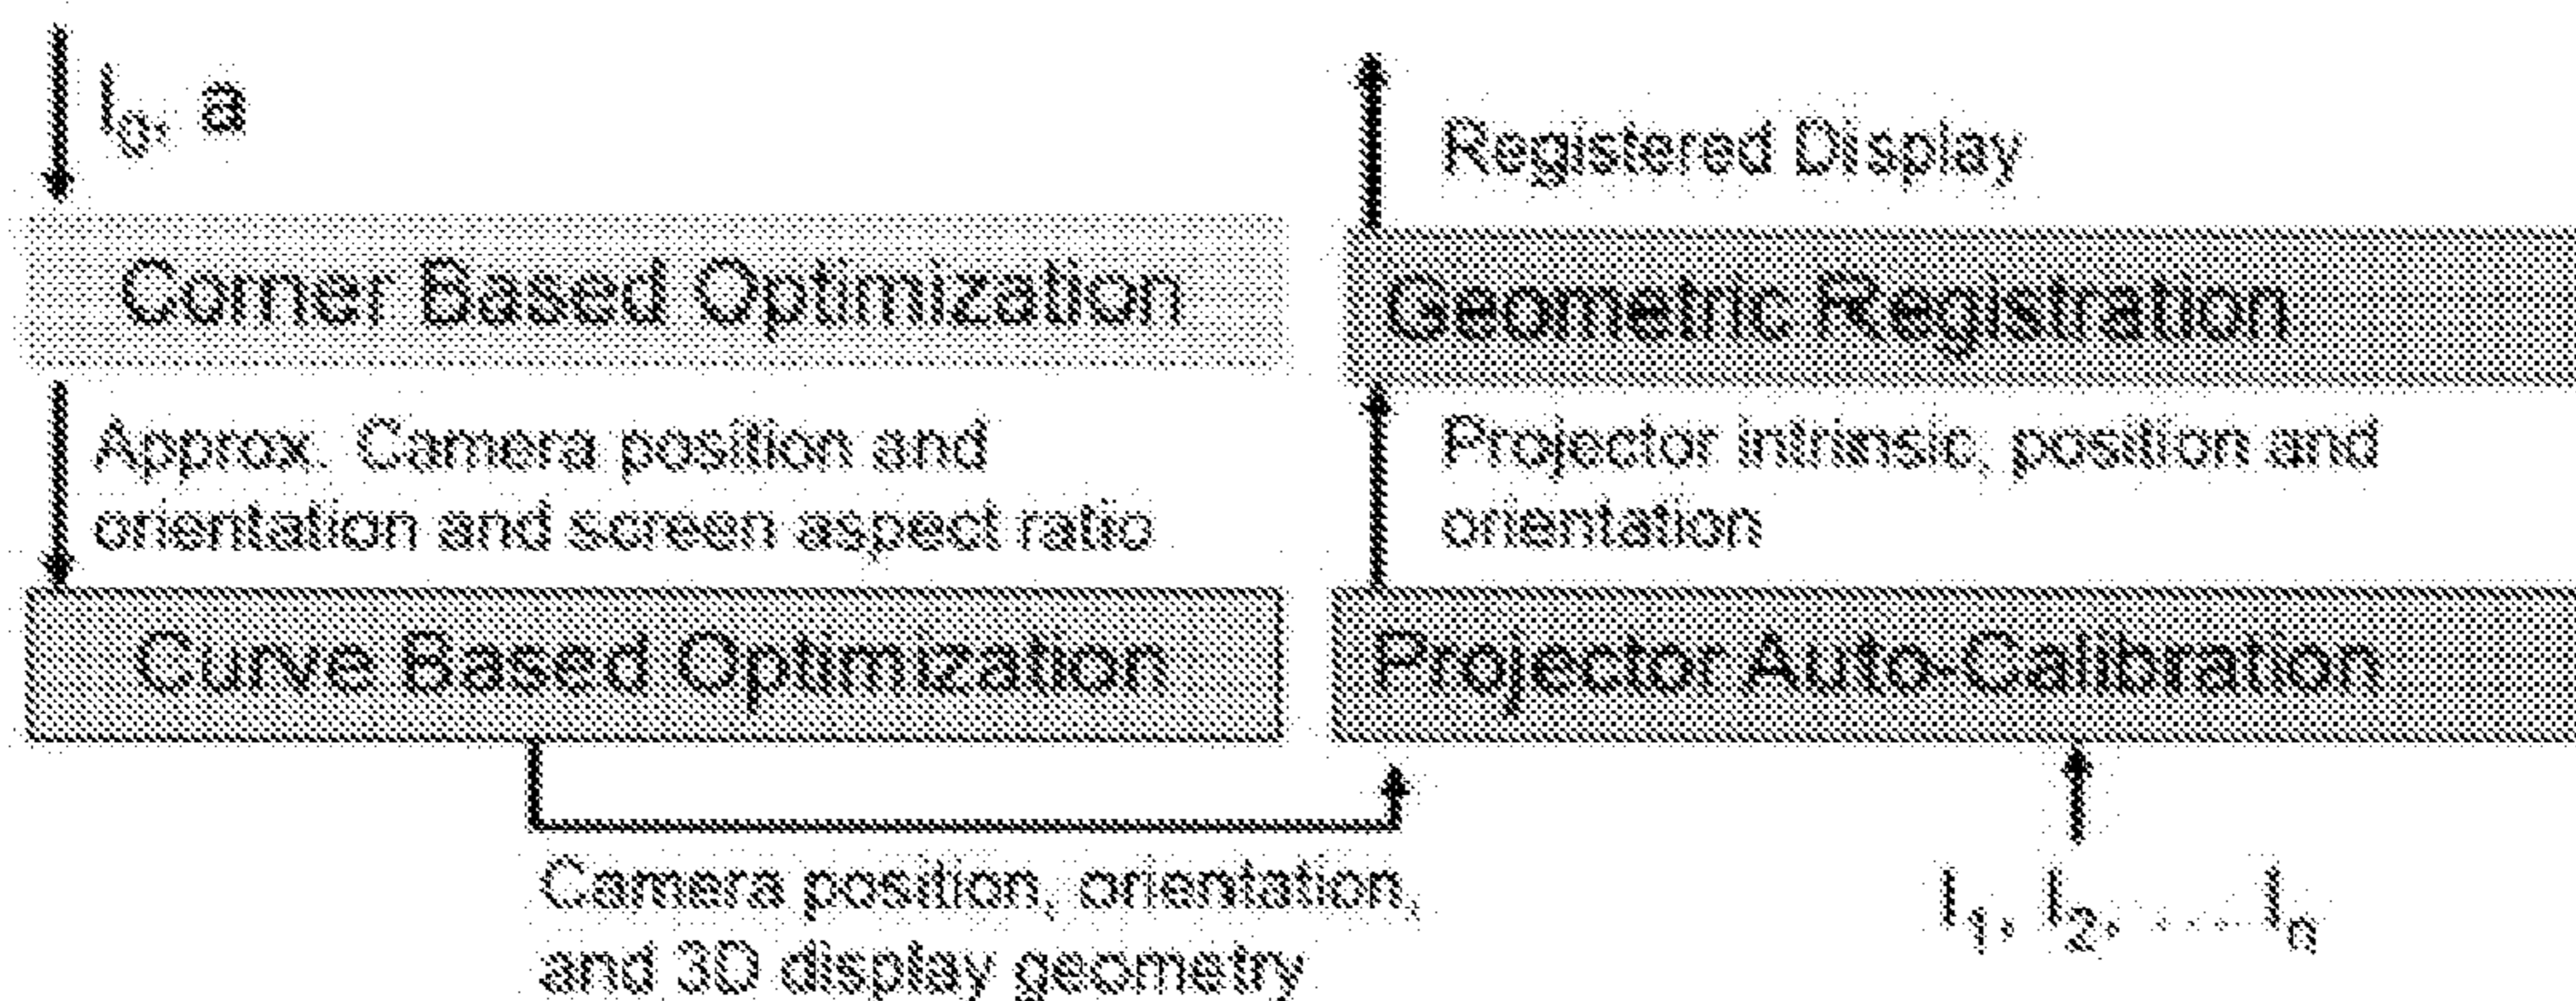 I0, a
Corner Based Optimization
Approx. Camera position and
orientation and screen aspect ratio
Curve Based Optimization
Camera position, orientation,
and 3D display geometry
Registered Display
Geometric Registration
Projector intrinsic, position and
orientation
Projector Auto-Calibration
I1, I2, ..... In